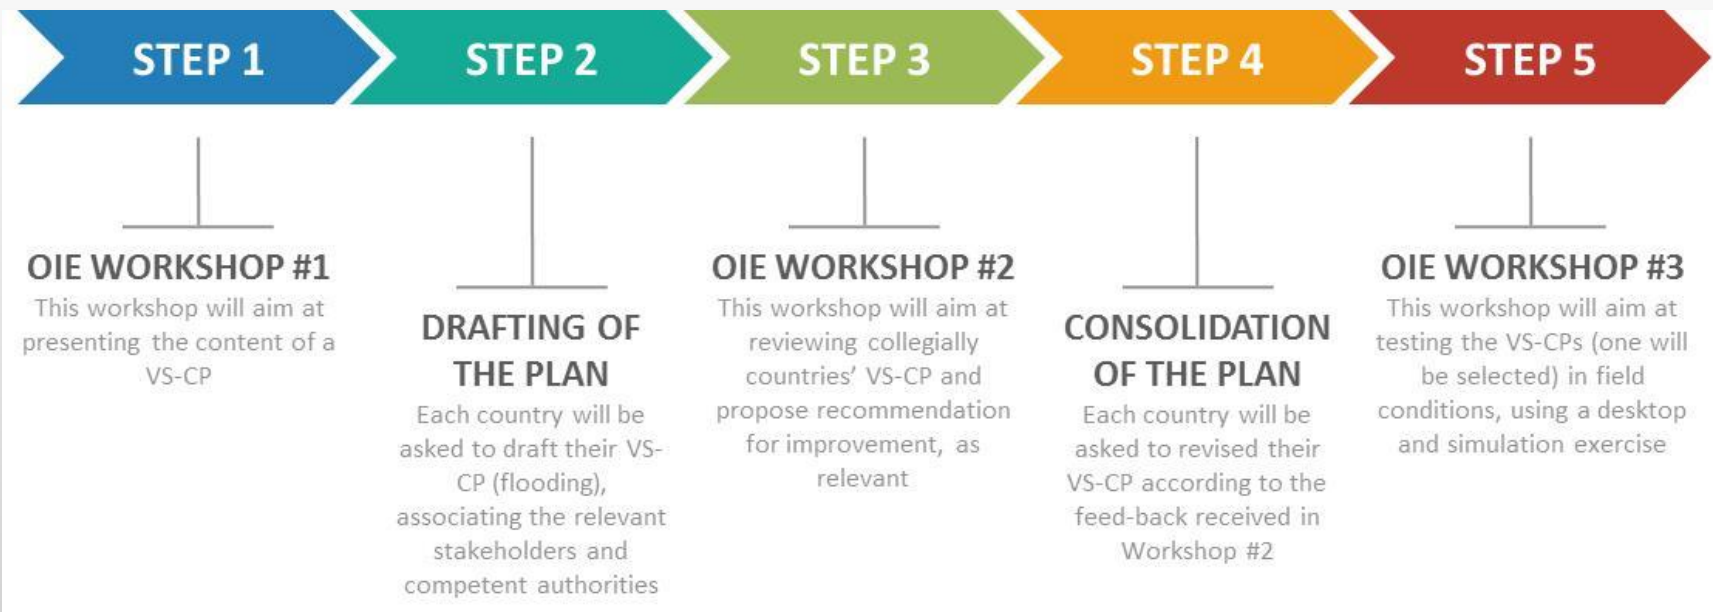 STEP 1
STEP 2
STEP 3
STEP 4
STEP 5
OIE WORKSHOP #1
This workshop will aim at
presenting the content of a
VS-CP
DRAFTING OF
THE PLAN
Each country will be
asked to draft their VS-
CP (flooding),
associating the relevant
stakeholders and
competent authorities
OIE WORKSHOP #2
This workshop will aim at
reviewing collegially
countries’ VS-CP and
propose recommendation
for improvement, as
relevant
CONSOLIDATION
OF THE PLAN
Each country will be
asked to revised their
VS-CP according to the
feed-back received in
Workshop #2
OIE WORKSHOP #3
This workshop will aim at
testing the VS-CPs (one will
be selected) in field
conditions, using a desktop
and simulation exercise